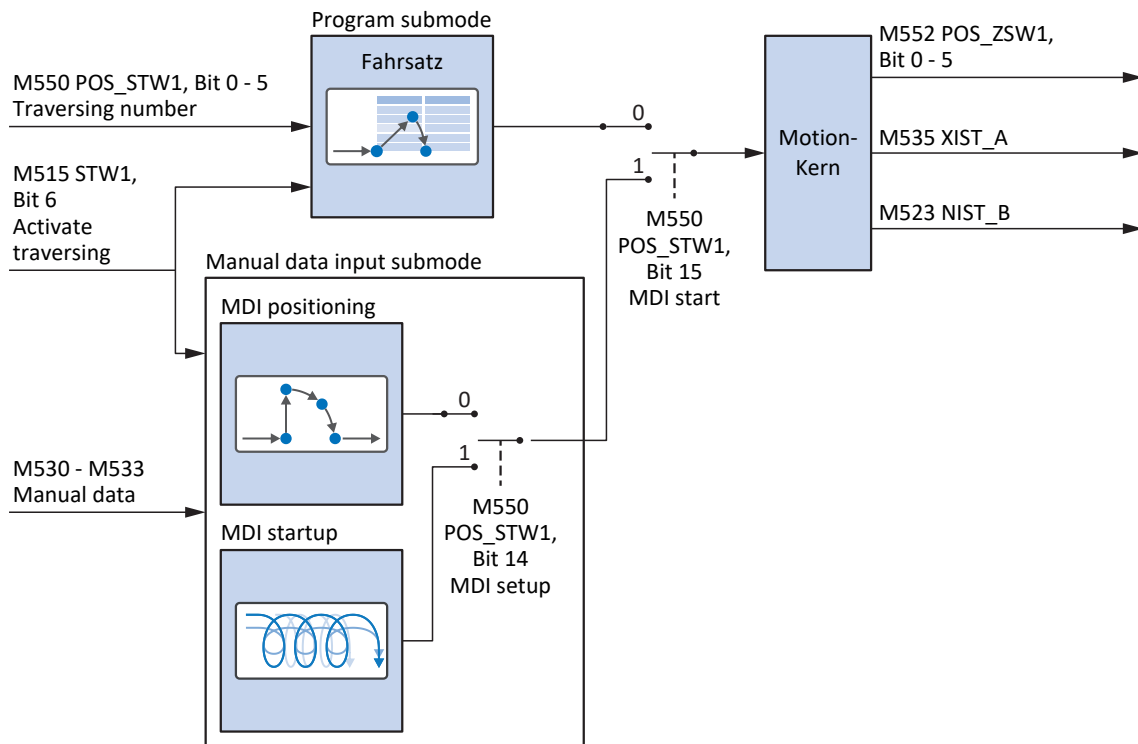 Program submode
Fahrsatz
M550 POS_STW1, Bit 0 - 5
Traversing number
M515 STW1,
Bit 6
Activate
traversing
0
1
M550
POS_STW1,
Bit 15
MDI start
Motion-
Kern
M552 POS_ZSW1,
Bit 0 - 5
M535 XIST_A
M523 NIST_B
Manual data input submode
MDI positioning
0
1
M550
POS_STW1,
Bit 14
MDI setup
M530 - M533
Manual data
MDI startup